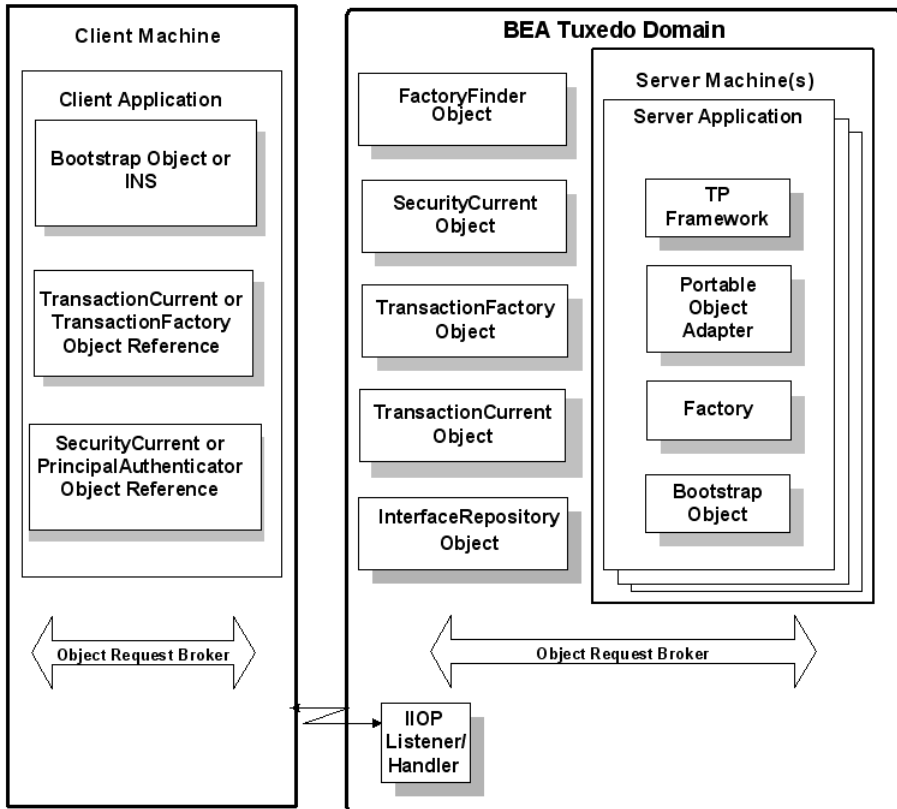 Client Machine
Client Application
Bootstrap Object or
INS
TransactionCurrent or
TransactionFactory
Object Reference
SecurityCurrent or
PrincipalAuthenticator
Object Reference
Object Request Broker
BEA Tuxedo Domain
FactoryFinder
Object
SecurityCurrent
Object
TransactionFactory
Object
TransactionCurrent
Object
InterfaceRepository
Object
Server Machine(s)
Server Application
TP
Framework
Portable
Object
Adapter
Factory
Bootstrap
Object
Object Request Broker
IIOP
Listener/
Handler